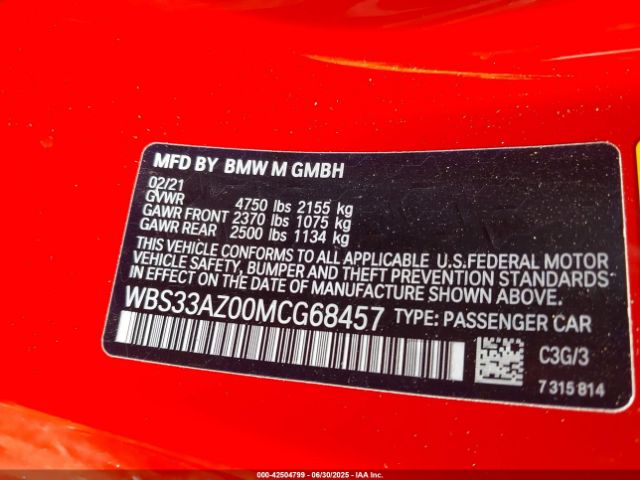 MFD BY BMW M GMBH
02/21
GVWR 4750 lbs 2155 kg
GAWR FRONT 2370 lbs 1075 kg
GAWR REAR 2500 lbs 1134 kg
THIS VEHICLE CONFORMS TO ALL APPLICABLE U.S.FEDERAL MOTOR
VEHICLE SAFETY, BUMPER AND THEFT PREVENTION STANDARDS
IN EFFECT ON THE DATE OF MANUFACTURE SHOWN ABOVE.
WBS33AZ00MCG68457 TYPE: PASSENGER CAR
C3G/3
7315814
000-42504799 - 06/30/2025 - IAA Inc.